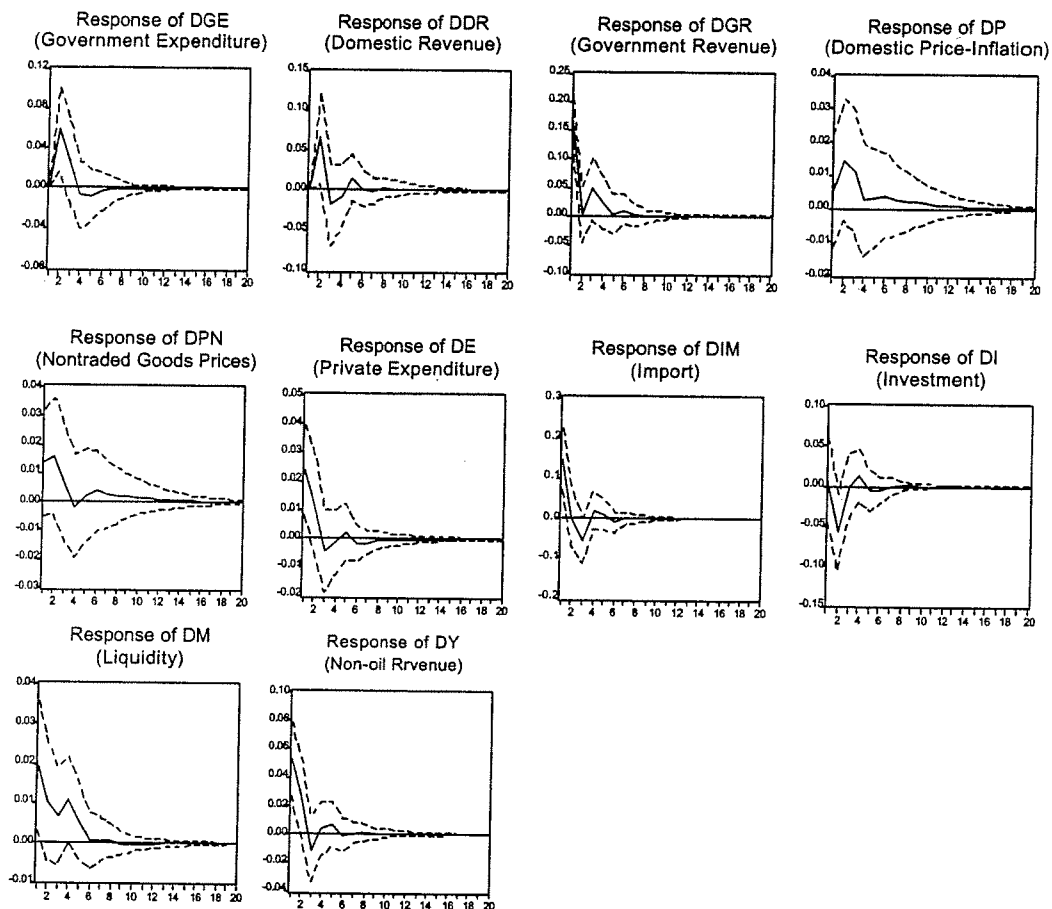 Response of DGE
(Government Expenditure)
0.12
0.08
0.04
0.00
-0.04
-0.08
2 4 6 8 10 12 14 16 18 20
Response of DDR
(Domestic Revenue)
0.15
0.10
0.05
0.00
-0.05
-0.10
2 4 6 8 10 12 14 16 18 20
Response of DGR
(Government Revenue)
0.25
0.20
0.15
0.10
0.05
0.00
-0.05
-0.10
2 4 6 8 10 12 14 16 18 20
Response of DP
(Domestic Price-Inflation)
0.04
0.03
0.02
0.01
0.00
-0.01
-0.02
2 4 6 8 10 12 14 16 18 20
Response of DPN
(Nontraded Goods Prices)
0.04
0.03
0.02
0.01
0.00
-0.01
-0.02
-0.03
2 4 6 8 10 12 14 16 18 20
Response of DE
(Private Expenditure)
0.05
0.04
0.03
0.02
0.01
0.00
-0.01
-0.02
2 4 6 8 10 12 14 16 18 20
Response of DIM
(Import)
0.3
0.2
0.1
0.0
-0.1
-0.2
2 4 6 8 10 12 14 16 18 20
Response of DI
(Investment)
0.10
0.05
0.00
-0.05
-0.10
-0.15
2 4 6 8 10 12 14 16 18 20
Response of DM
(Liquidity)
0.04
0.03
0.02
0.01
0.00
-0.01
2 4 6 8 10 12 14 16 18 20
Response of DY
(Non-oil Rrvenue)
0.10
0.08
0.06
0.04
0.02
0.00
-0.02
-0.04
2 4 6 8 10 12 14 16 18 20